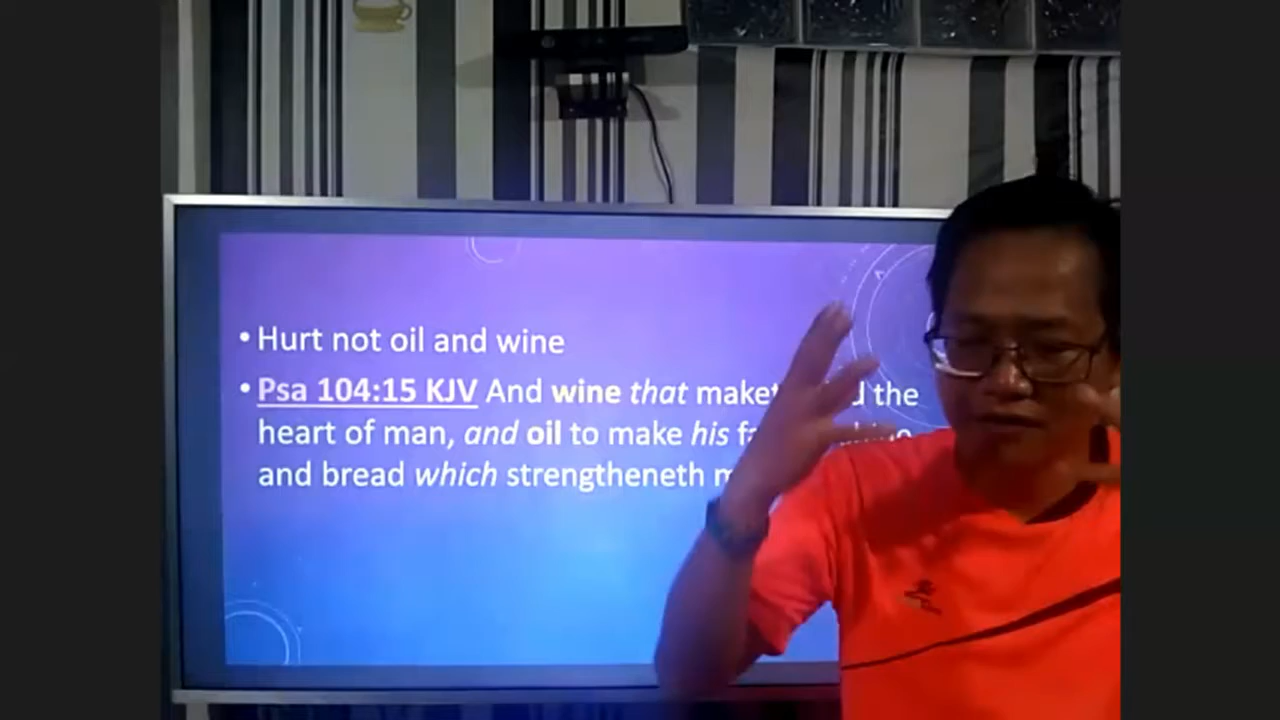 • Hurt not oil and wine
• Psa 104:15 KJV And wine that the
heart of man, and oil to make his
and bread which strengtheneth